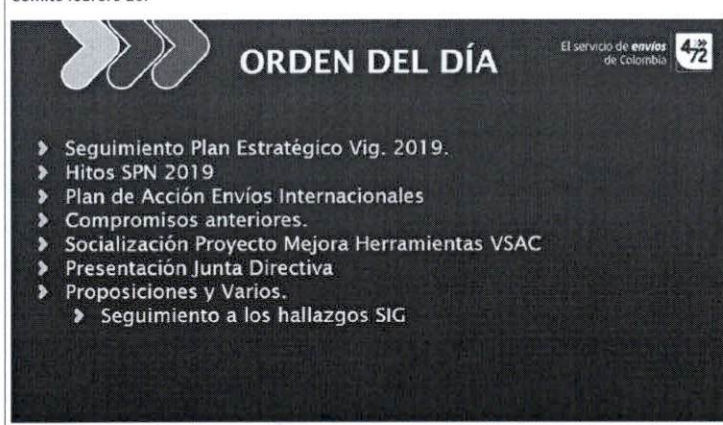 ORDEN DEL DÍA
El servicio de envíos
de Colombia
4-72
Seguimiento Plan Estratégico Vig. 2019.
Hitos SPN 2019
Plan de Acción Envíos Internacionales
Compromisos anteriores.
Socialización Proyecto Mejora Herramientas VSAC
Presentación Junta Directiva
Proposiciones y Varios.
Seguimiento a los hallazgos SIG